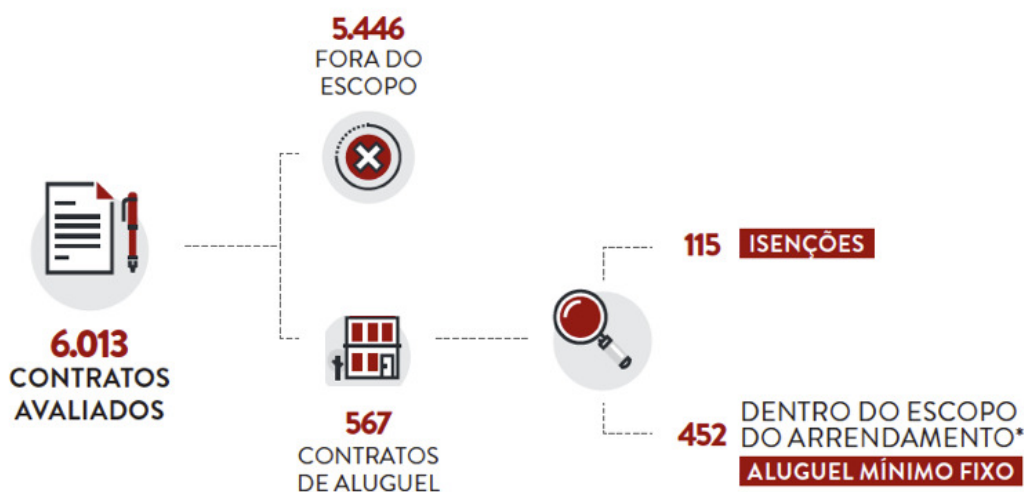 5.446
FORA DO
ESCOPO
6.013
CONTRATOS
AVALIADOS
567
CONTRATOS
DE ALUGUEL
115 ISENÇÕES
452 DENTRO DO ESCOPO
DO ARRENDAMENTO*
ALUGUEL MÍNIMO FIXO